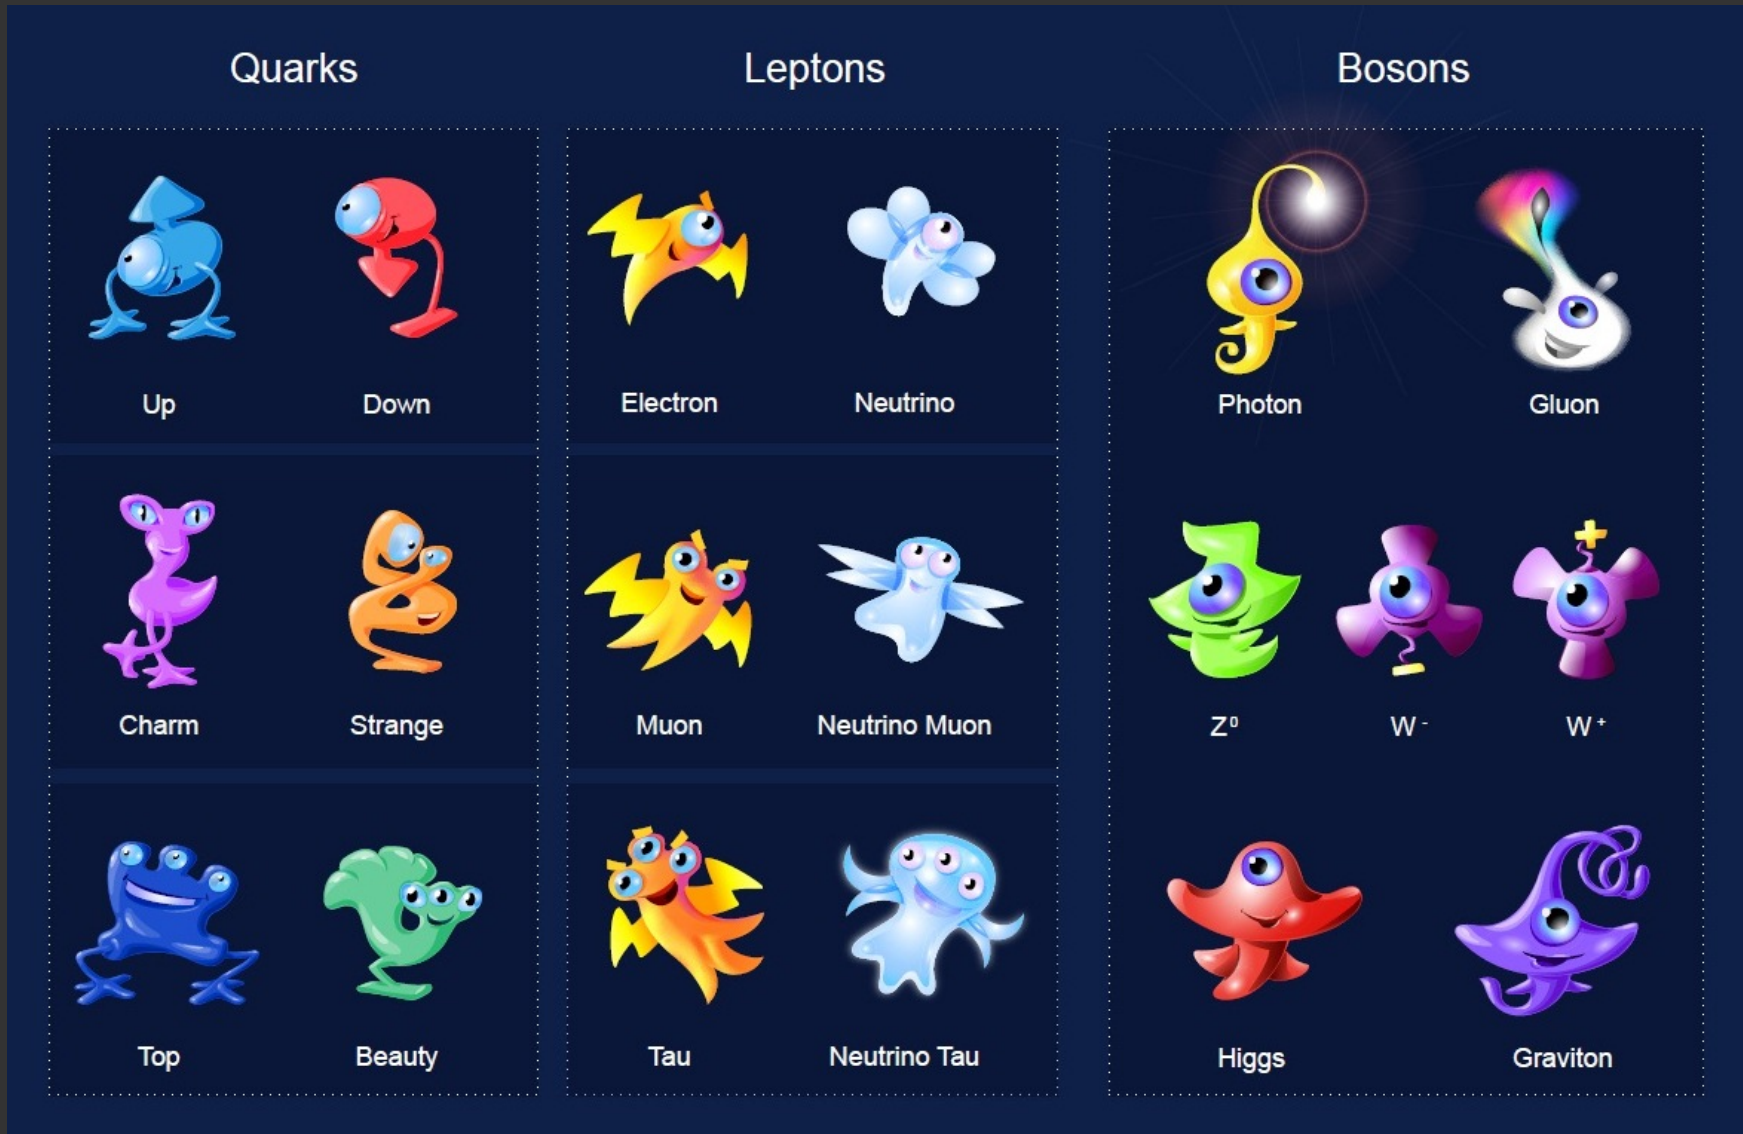 Quarks
Leptons
Bosons
Up
Down
Electron
Neutrino
Photon
Gluon
Charm
Strange
Muon
Neutrino Muon
Z⁰
W⁻
W⁺
Top
Beauty
Tau
Neutrino Tau
Higgs
Graviton